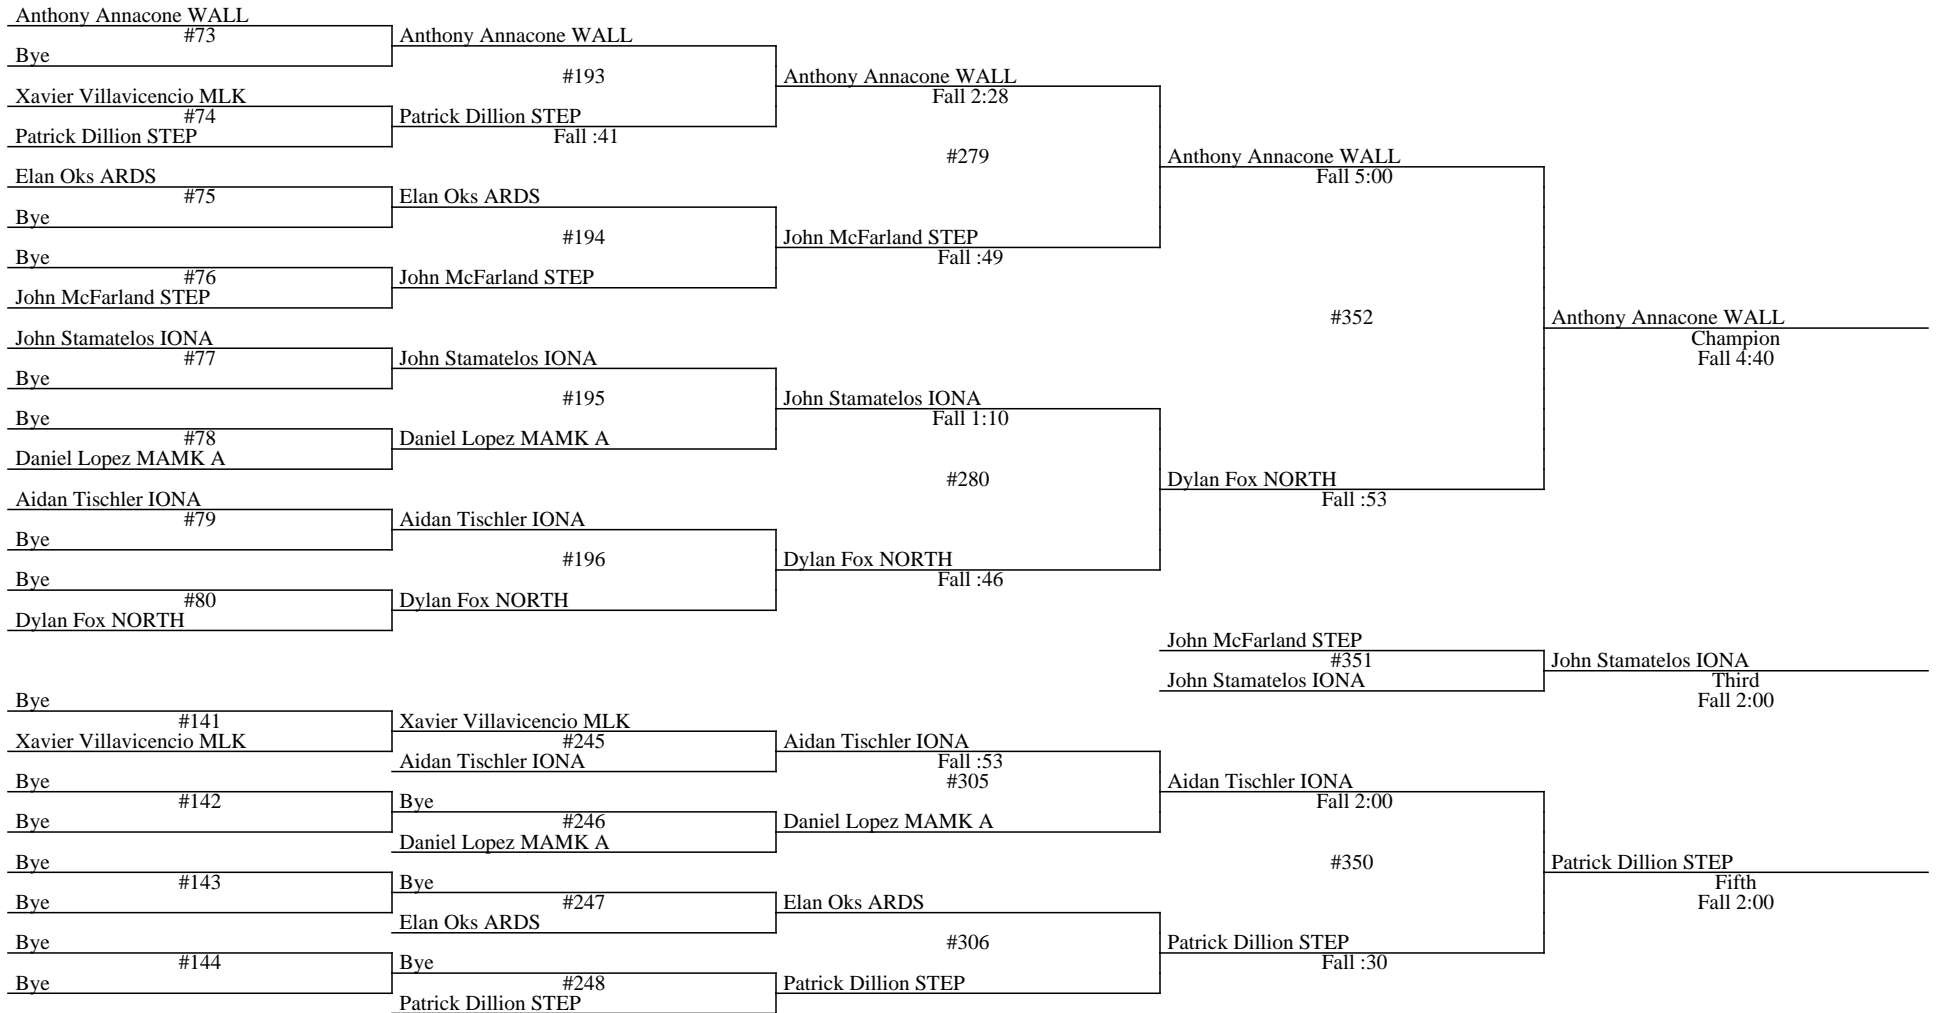 Anthony Annacone WALL
#73
Bye
Xavier Villavicencio MLK
#74
Patrick Dillion STEP
Elan Oks ARDS
#75
Bye
Bye
#76
John McFarland STEP
John Stamatelos IONA
#77
Bye
Bye
#78
Daniel Lopez MAMK A
Aidan Tischler IONA
#79
Bye
Bye
#80
Dylan Fox NORTH
Anthony Annacone WALL
#193
Patrick Dillion STEP
Fall :41
Elan Oks ARDS
#194
John McFarland STEP
John Stamatelos IONA
#195
Daniel Lopez MAMK A
Aidan Tischler IONA
#196
Dylan Fox NORTH
Anthony Annacone WALL
Fall 2:28
#279
John McFarland STEP
Fall :49
John Stamatelos IONA
Fall 1:10
#280
Dylan Fox NORTH
Fall :46
Anthony Annacone WALL
Fall 5:00
#352
Dylan Fox NORTH
Fall :53
Anthony Annacone WALL
Champion
Fall 4:40
John McFarland STEP
#351
John Stamatelos IONA
John Stamatelos IONA
Third
Fall 2:00
Bye
#141
Xavier Villavicencio MLK
Bye
#142
Bye
Bye
#143
Bye
Bye
#144
Bye
Xavier Villavicencio MLK
#245
Aidan Tischler IONA
Bye
#246
Daniel Lopez MAMK A
Bye
#247
Elan Oks ARDS
Bye
#248
Patrick Dillion STEP
Aidan Tischler IONA
Fall :53
#305
Daniel Lopez MAMK A
Elan Oks ARDS
#306
Patrick Dillion STEP
Aidan Tischler IONA
Fall 2:00
#350
Patrick Dillion STEP
Fall :30
Patrick Dillion STEP
Fifth
Fall 2:00